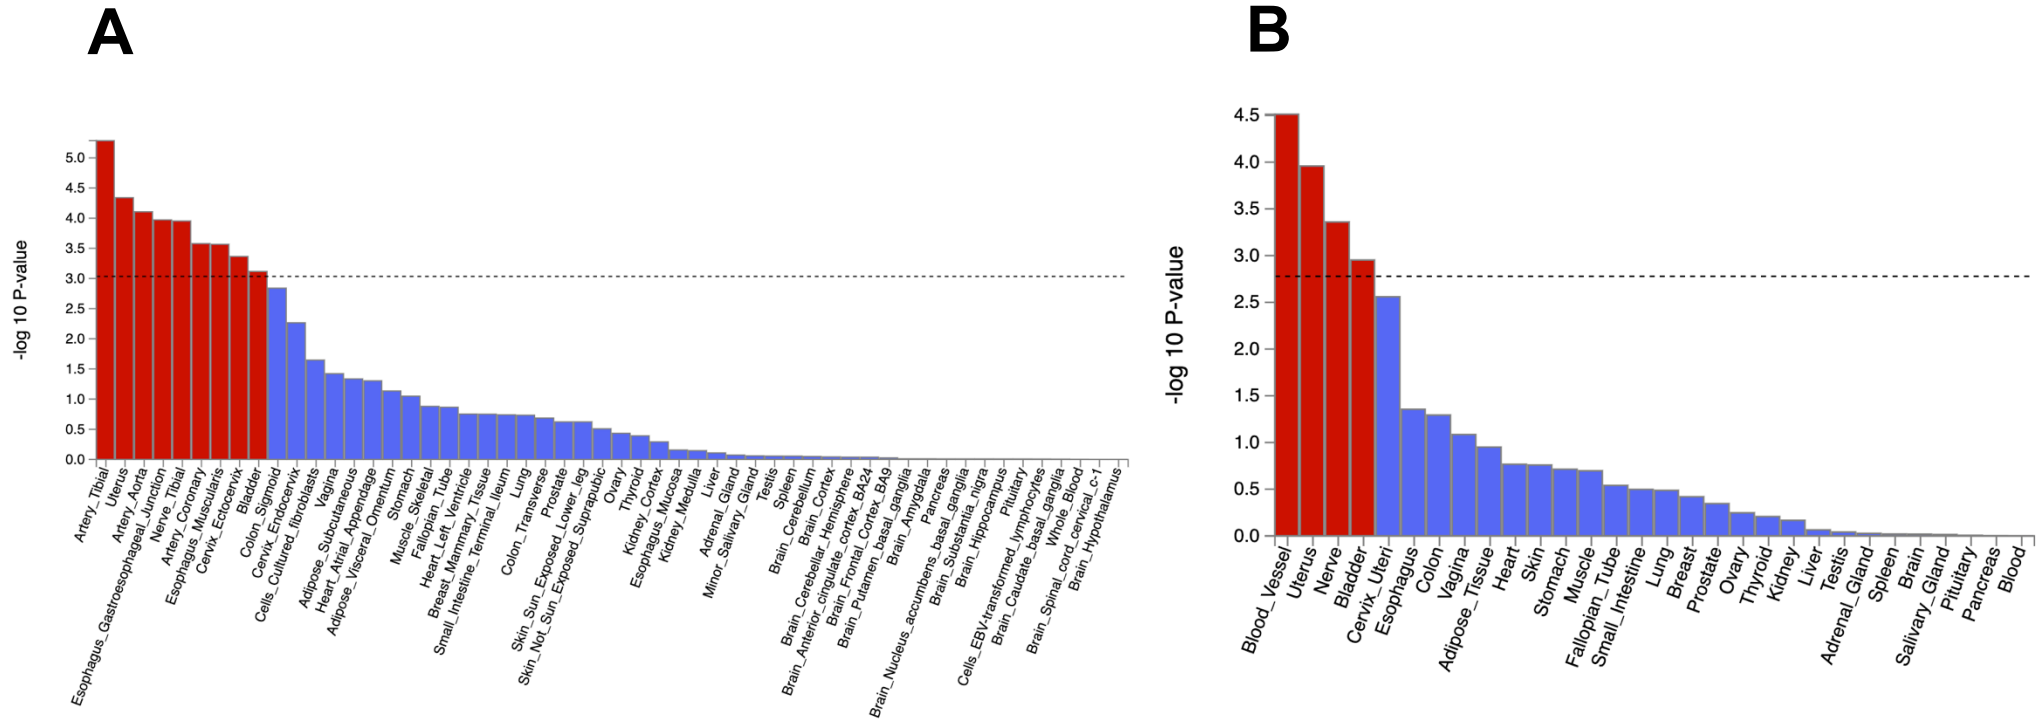 A
-log 10 P-value
5.0
4.5
4.0
3.5
3.0
2.5
2.0
1.5
1.0
0.5
0.0
Artery_Tibial
Uterus
Artery_Aorta
Esophagus_Gastroesophageal_Junction
Nerve_Tibial
Artery_Coronary
Esophagus_Muscularis
Cervix_Ectocervix
Bladder
Colon_Sigmoid
Cervix_Endocervix
Cells_Cultured_fibroblasts
Vagina
Adipose_Subcutaneous
Heart_Atrial_Appendage
Adipose_Visceral_Omentum
Stomach
Muscle_Skeletal
Fallopian_Tube
Heart_Left_Ventricle
Breast_Mammary_Tissue
Small_Intestine_Terminal_Ileum
Lung
Colon_Transverse
Prostate
Skin_Sun_Exposed_Lower_leg
Skin_Not_Sun_Exposed_Suprapubic
Ovary
Thyroid
Kidney_Cortex
Esophagus_Mucosa
Kidney_Medulla
Liver
Adrenal_Gland
Minor_Salivary_Gland
Testis
Spleen
Brain_Cerebellum
Brain_Cortex
Brain_Cerebellar_Hemisphere
Brain_Anterior_cingulate_cortex_BA24
Brain_Frontal_Cortex_BA9
Brain_Putamen_basal_ganglia
Brain_Amygdala
Pancreas
Brain_Nucleus_accumbens_basal_ganglia
Brain_Substantia_nigra
Brain_Hippocampus
Pituitary
Cells_EBV-transformed_lymphocytes
Brain_Caudate_basal_ganglia
Whole_Blood
Brain_Spinal_cord_cervical_c-1
Brain_Hypothalamus
B
-log 10 P-value
4.5
4.0
3.5
3.0
2.5
2.0
1.5
1.0
0.5
0.0
Blood_Vessel
Uterus
Nerve
Bladder
Cervix_Uteri
Esophagus
Colon
Vagina
Adipose_Tissue
Heart
Skin
Stomach
Muscle
Fallopian_Tube
Small_Intestine
Lung
Breast
Prostate
Ovary
Thyroid
Kidney
Liver
Testis
Adrenal_Gland
Spleen
Brain
Salivary_Gland
Pituitary
Pancreas
Blood